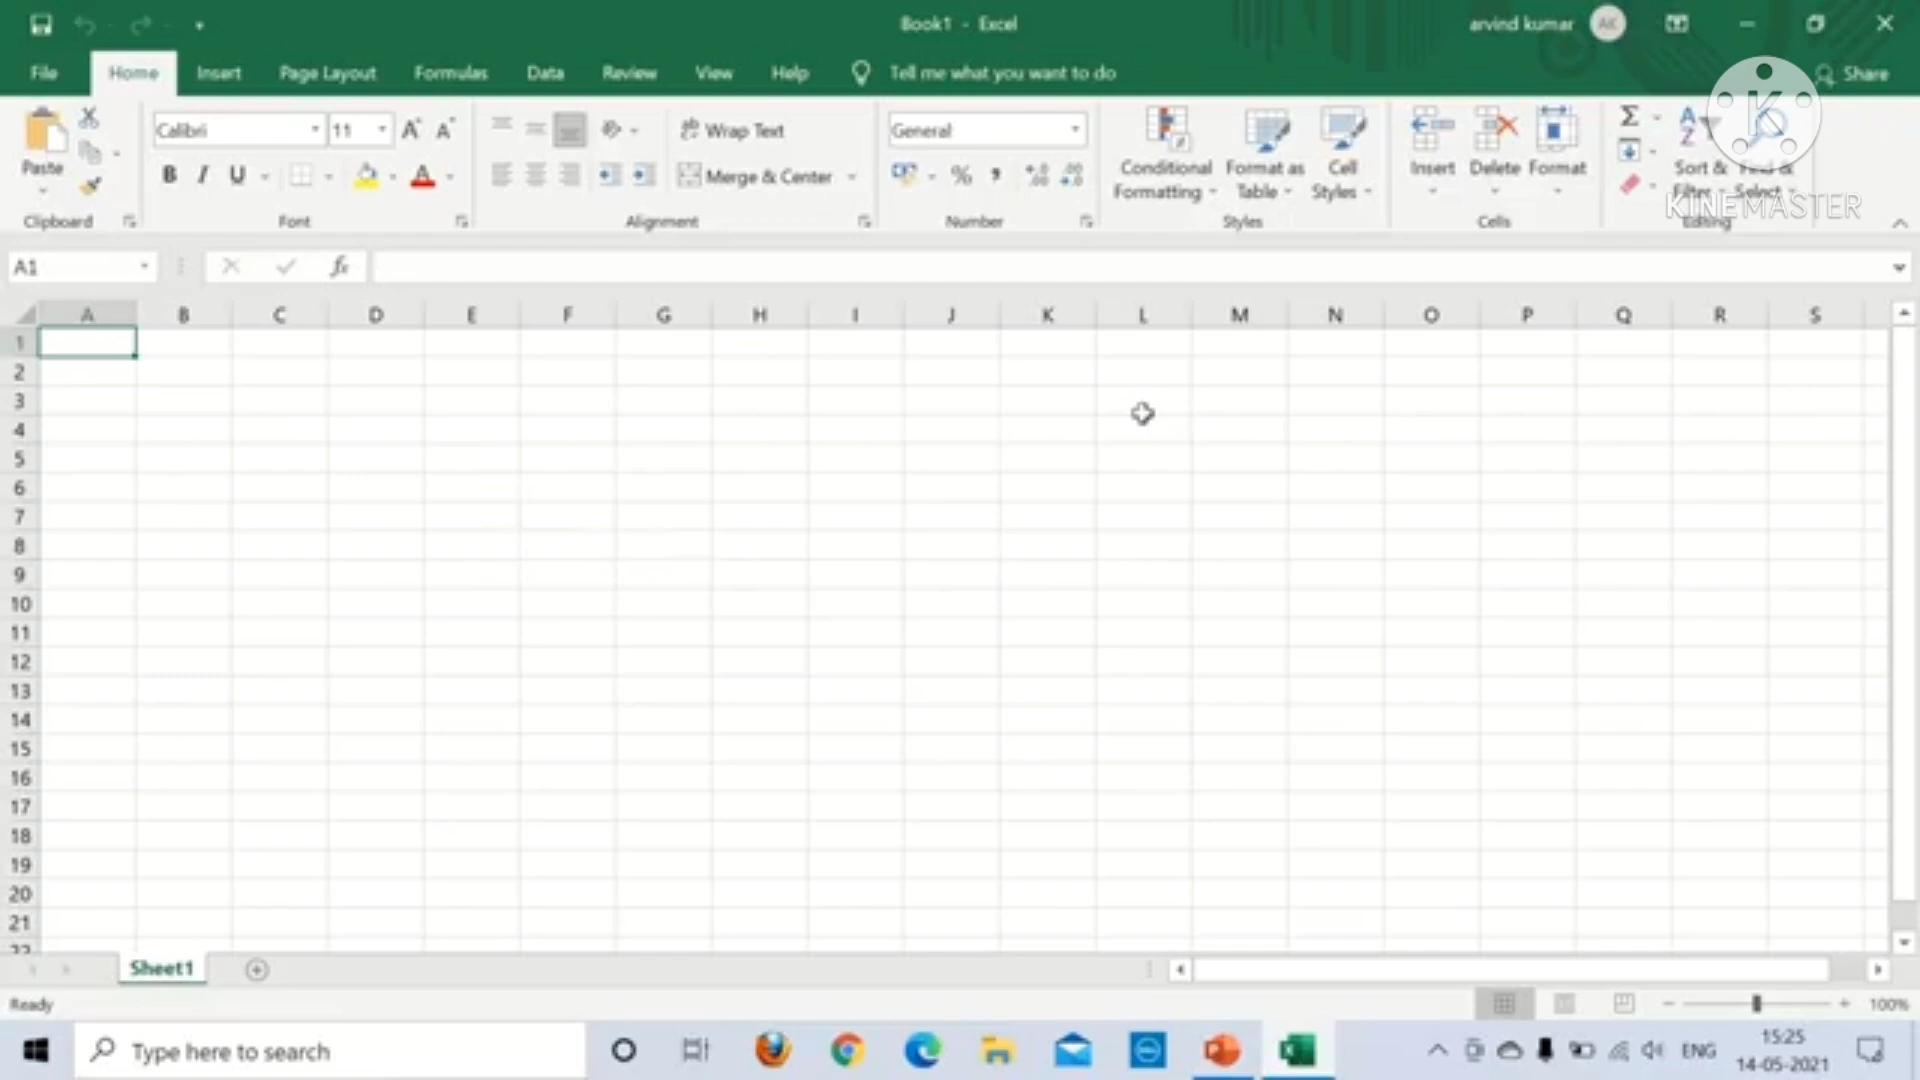 Book1 - Excel
arvind kumar
AK
File Home Insert Page Layout Formulas Data Review View Help Tell me what you want to do Share
Paste
Clipboard
Calibri 11
B I U
Font
Wrap Text
Merge & Center
Alignment
General
% ,
Number
Conditional Formatting
Format as Table
Cell Styles
Styles
Insert Delete Format
Cells
Σ
Sort & Filter
Find & Select
Editing
K
KINEMASTER
A1
fx
A B C D E F G H I J K L M N O P Q R S
1
2
3
4
5
6
7
8
9
10
11
12
13
14
15
16
17
18
19
20
21
22
Sheet1
Ready
100%
Type here to search
ENG
15:25
14-05-2021